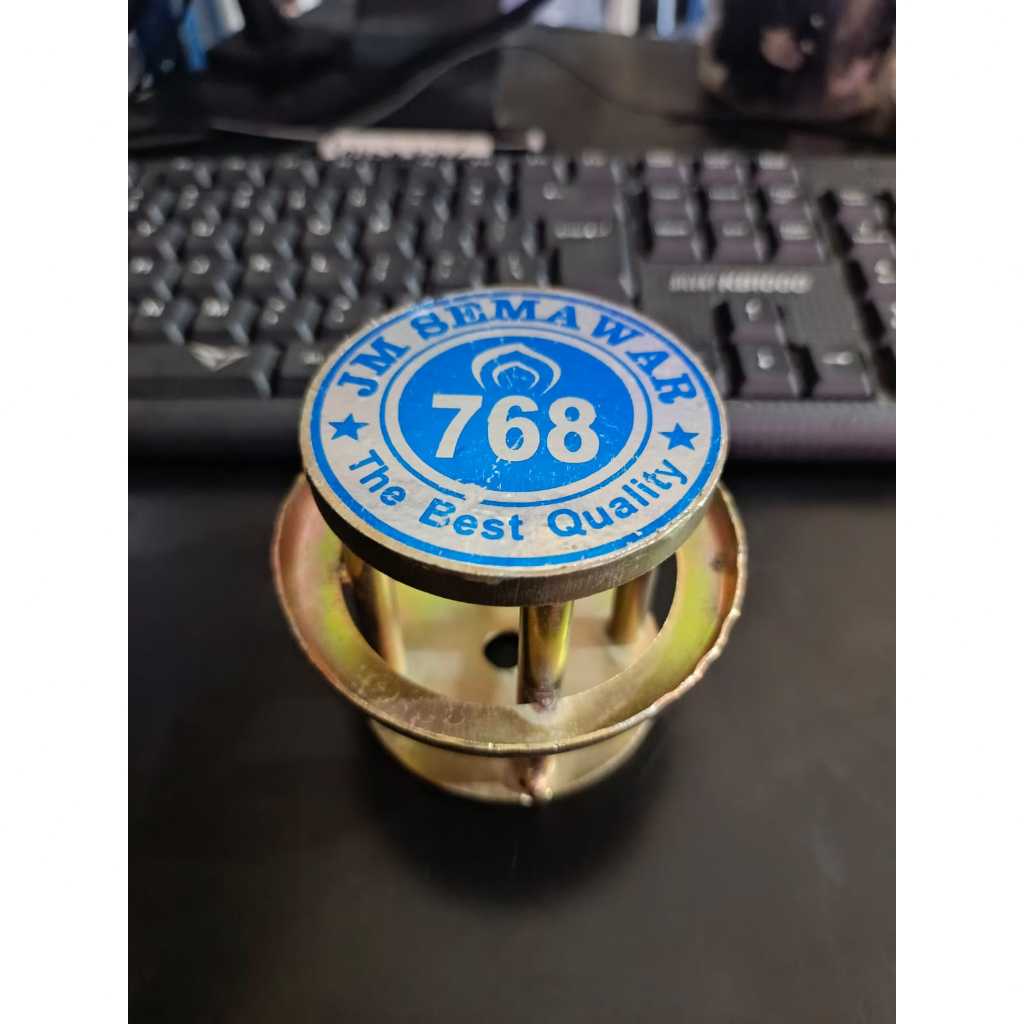 JM SEMAWAR
768
The Best Quality